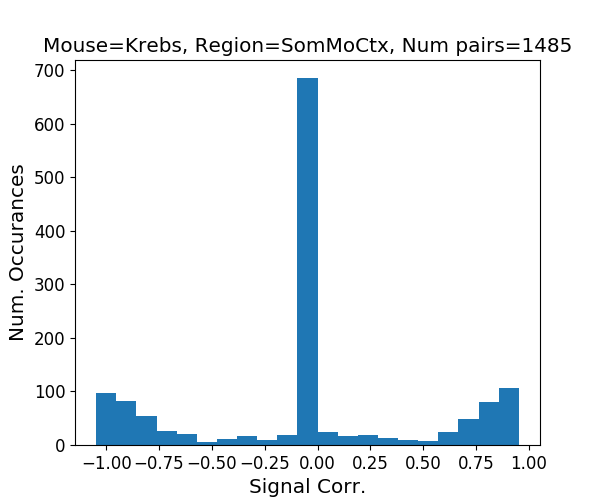 Mouse=Krebs, Region=SomMoCtx, Num pairs=1485
700
600
500
400
300
200
100
0
Num. Occurances
−1.00 −0.75 −0.50 −0.25 0.00 0.25 0.50 0.75 1.00
Signal Corr.